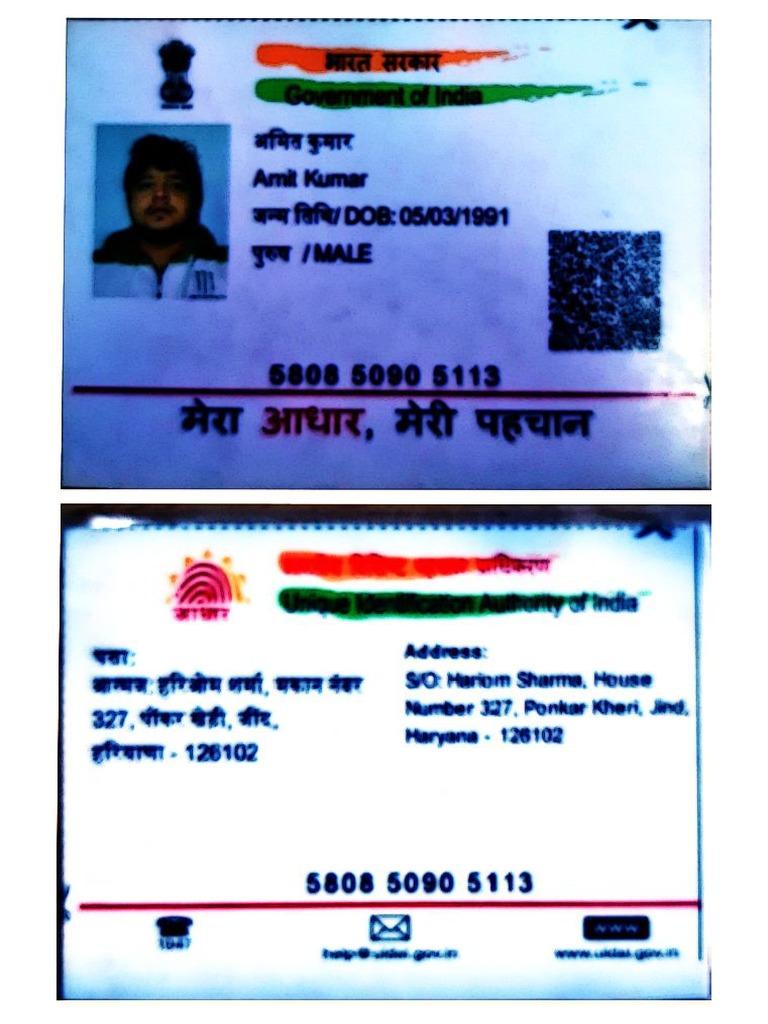 भारत सरकार
Government of India
अमित कुमार
Amit Kumar
जन्म तिथि/ DOB: 05/03/1991
पुरुष / MALE
5808 5090 5113
मेरा आधार, मेरी पहचान
प्राधिकरण
Unique Identification Authority of India
आधार
पता:
आत्मज: हरिओम शर्मा, मकान नंबर
327, पोंकर खेड़ी, जींद,
हरियाणा - 126102
Address:
S/O: Hariom Sharma, House
Number 327, Ponkar Kheri, Jind,
Haryana - 126102
5808 5090 5113
1947
help@uidai.gov.in
www
www.uidai.gov.in